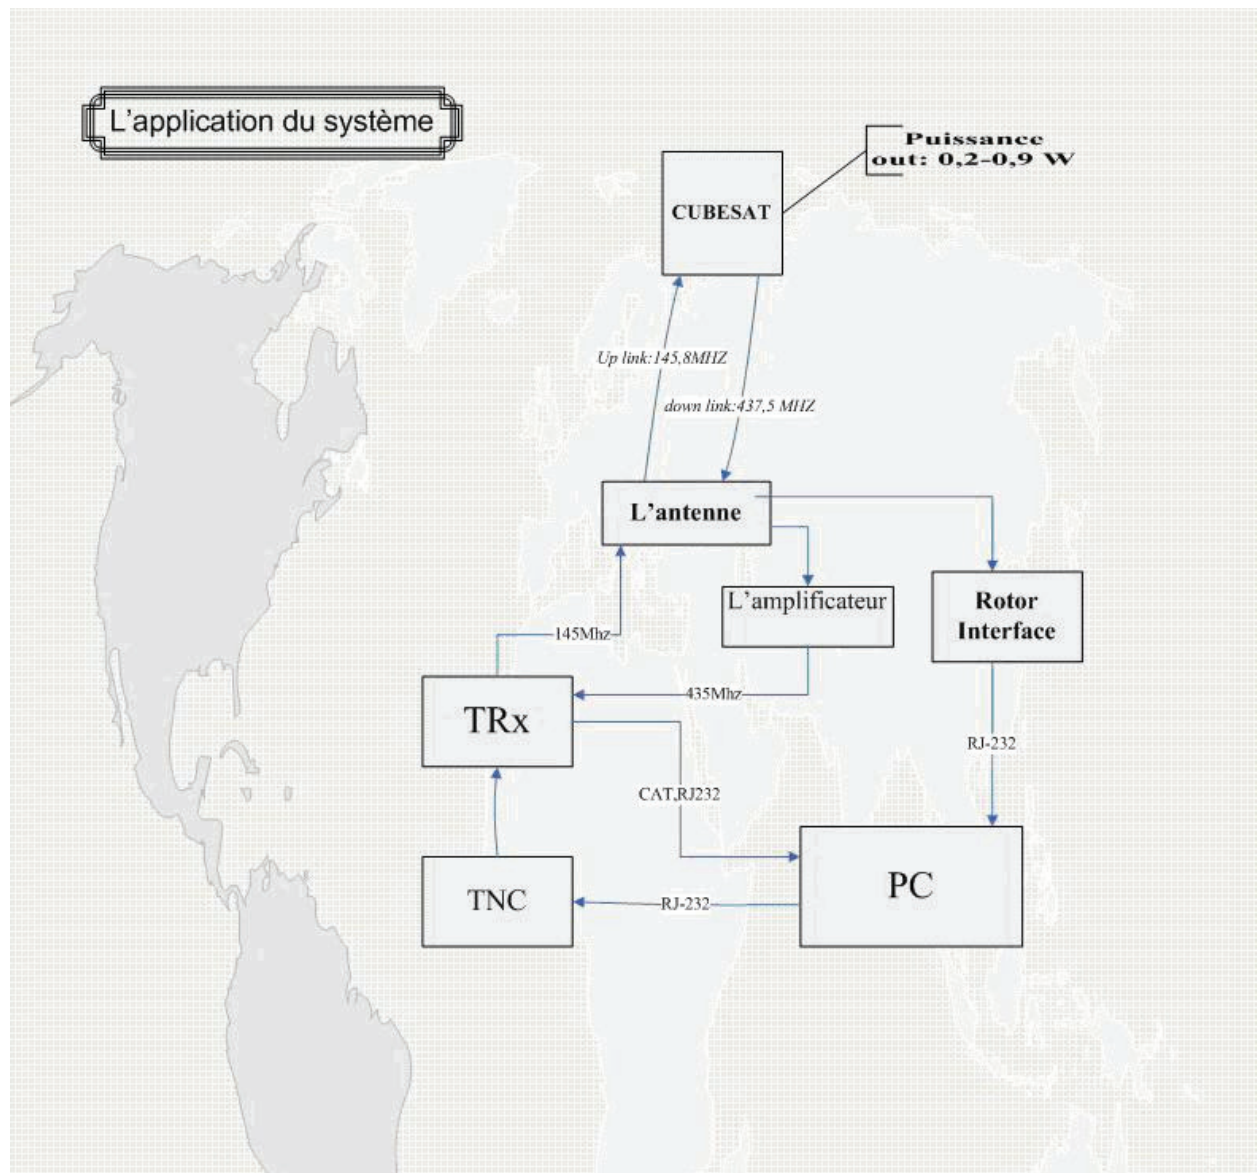 L'application du système
Puissance
out: 0,2-0,9 W
CUBESAT
Up link:145,8MHZ
down link:437,5 MHZ
L'antenne
L'amplificateur
Rotor
Interface
145Mhz
435Mhz
TRx
RJ-232
CAT,RJ232
PC
TNC
RJ-232